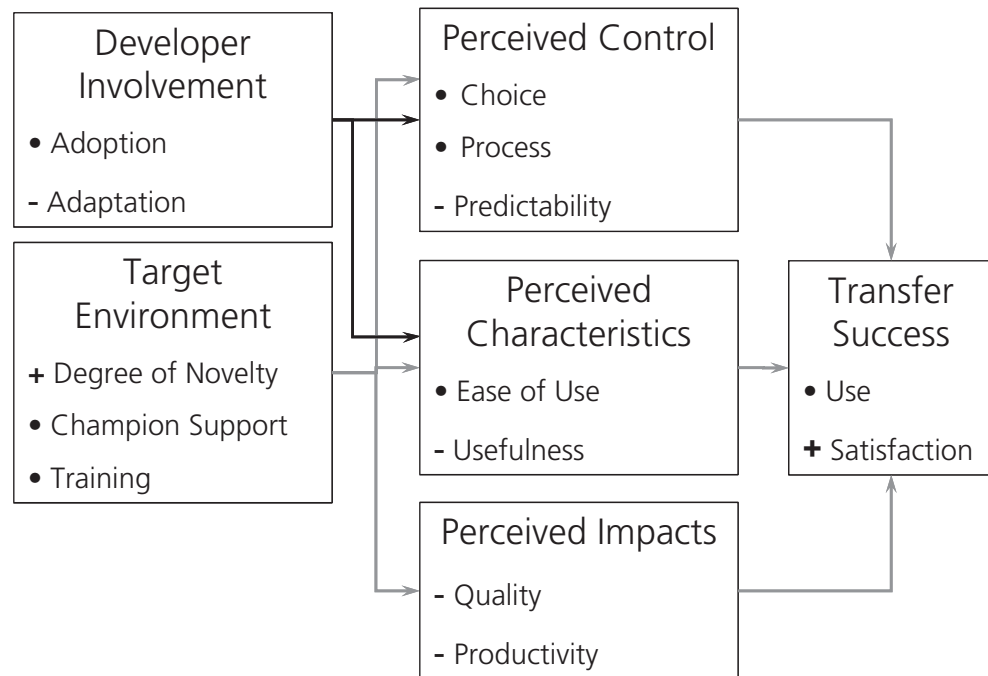 Developer
Involvement
• Adoption
- Adaptation
Target
Environment
+ Degree of Novelty
• Champion Support
• Training
Perceived Control
• Choice
• Process
- Predictability
Perceived
Characteristics
• Ease of Use
- Usefulness
Perceived Impacts
- Quality
- Productivity
Transfer
Success
• Use
+ Satisfaction